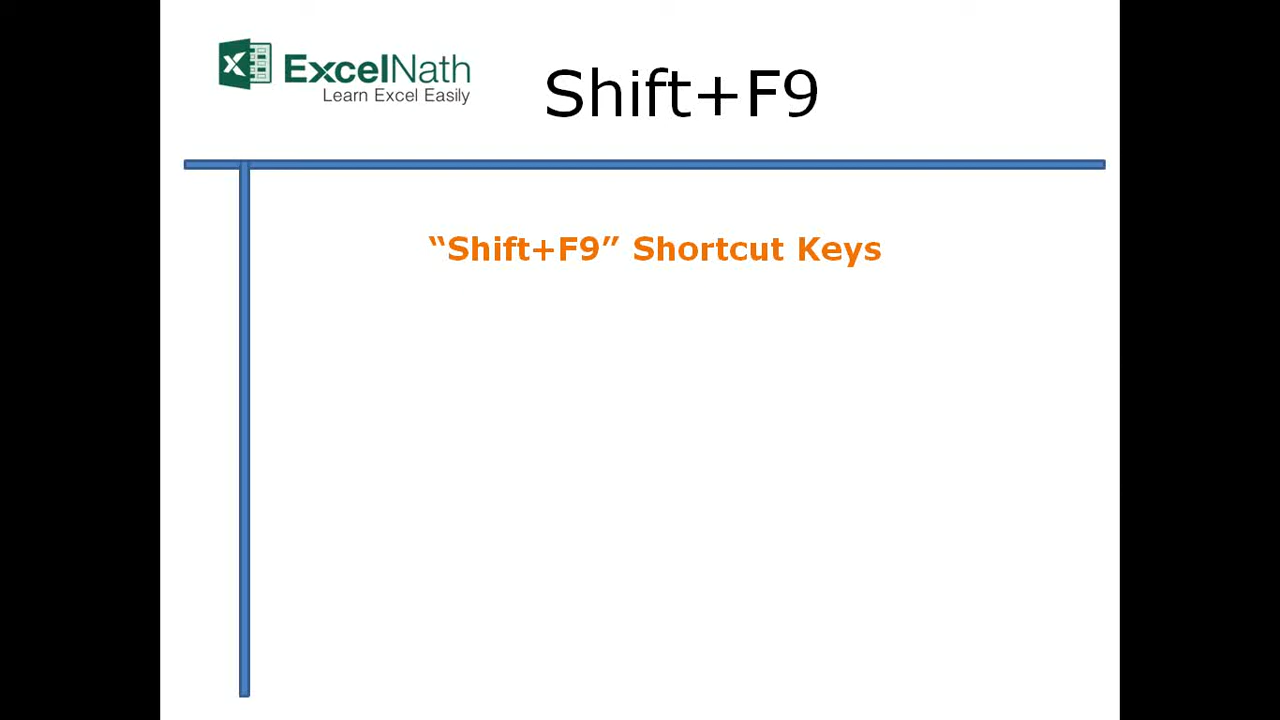 ExcelNath
Learn Excel Easily
Shift+F9
“Shift+F9” Shortcut Keys